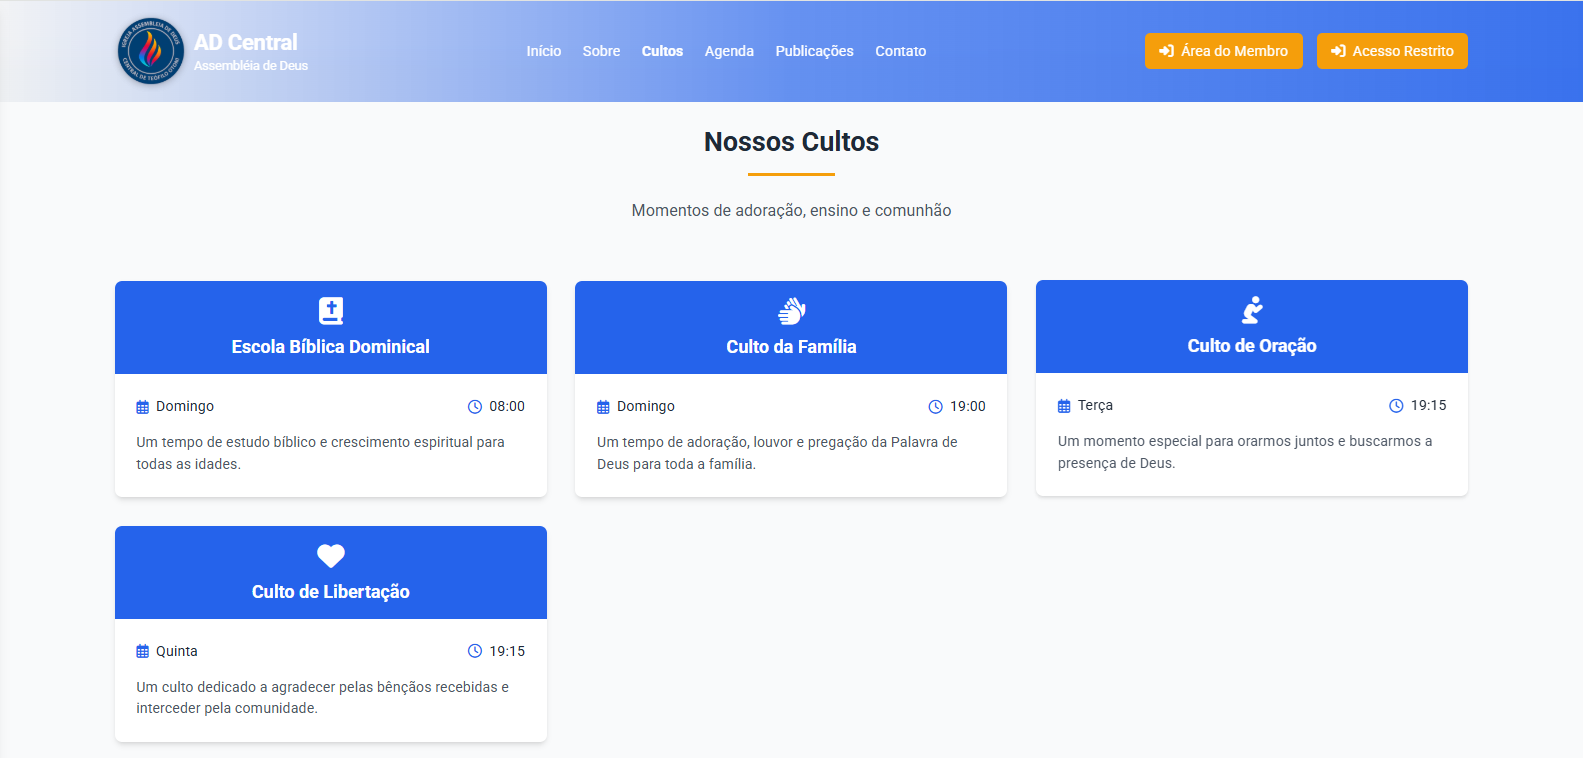 IGREJA ASSEMBLEIA DE DEUS
CENTRAL DE TEÓFILO OTONI
AD Central
Assembléia de Deus
Início
Sobre
Cultos
Agenda
Publicações
Contato
Área do Membro
Acesso Restrito
Nossos Cultos
Momentos de adoração, ensino e comunhão
Escola Bíblica Dominical
Domingo
08:00
Um tempo de estudo bíblico e crescimento espiritual para
todas as idades.
Culto da Família
Domingo
19:00
Um tempo de adoração, louvor e pregação da Palavra de
Deus para toda a família.
Culto de Oração
Terça
19:15
Um momento especial para orarmos juntos e buscarmos a
presença de Deus.
Culto de Libertação
Quinta
19:15
Um culto dedicado a agradecer pelas bênçãos recebidas e
interceder pela comunidade.